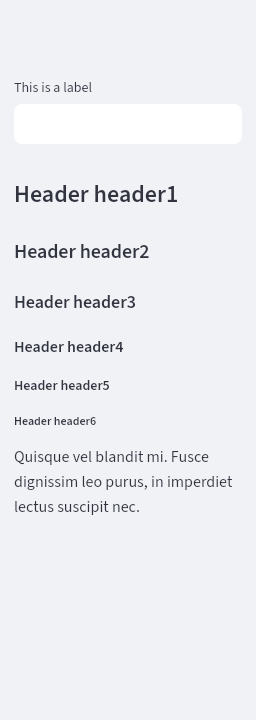 This is a label
Header header1
Header header2
Header header3
Header header4
Header header5
Header header6
Quisque vel blandit mi. Fusce
dignissim leo purus, in imperdiet
lectus suscipit nec.